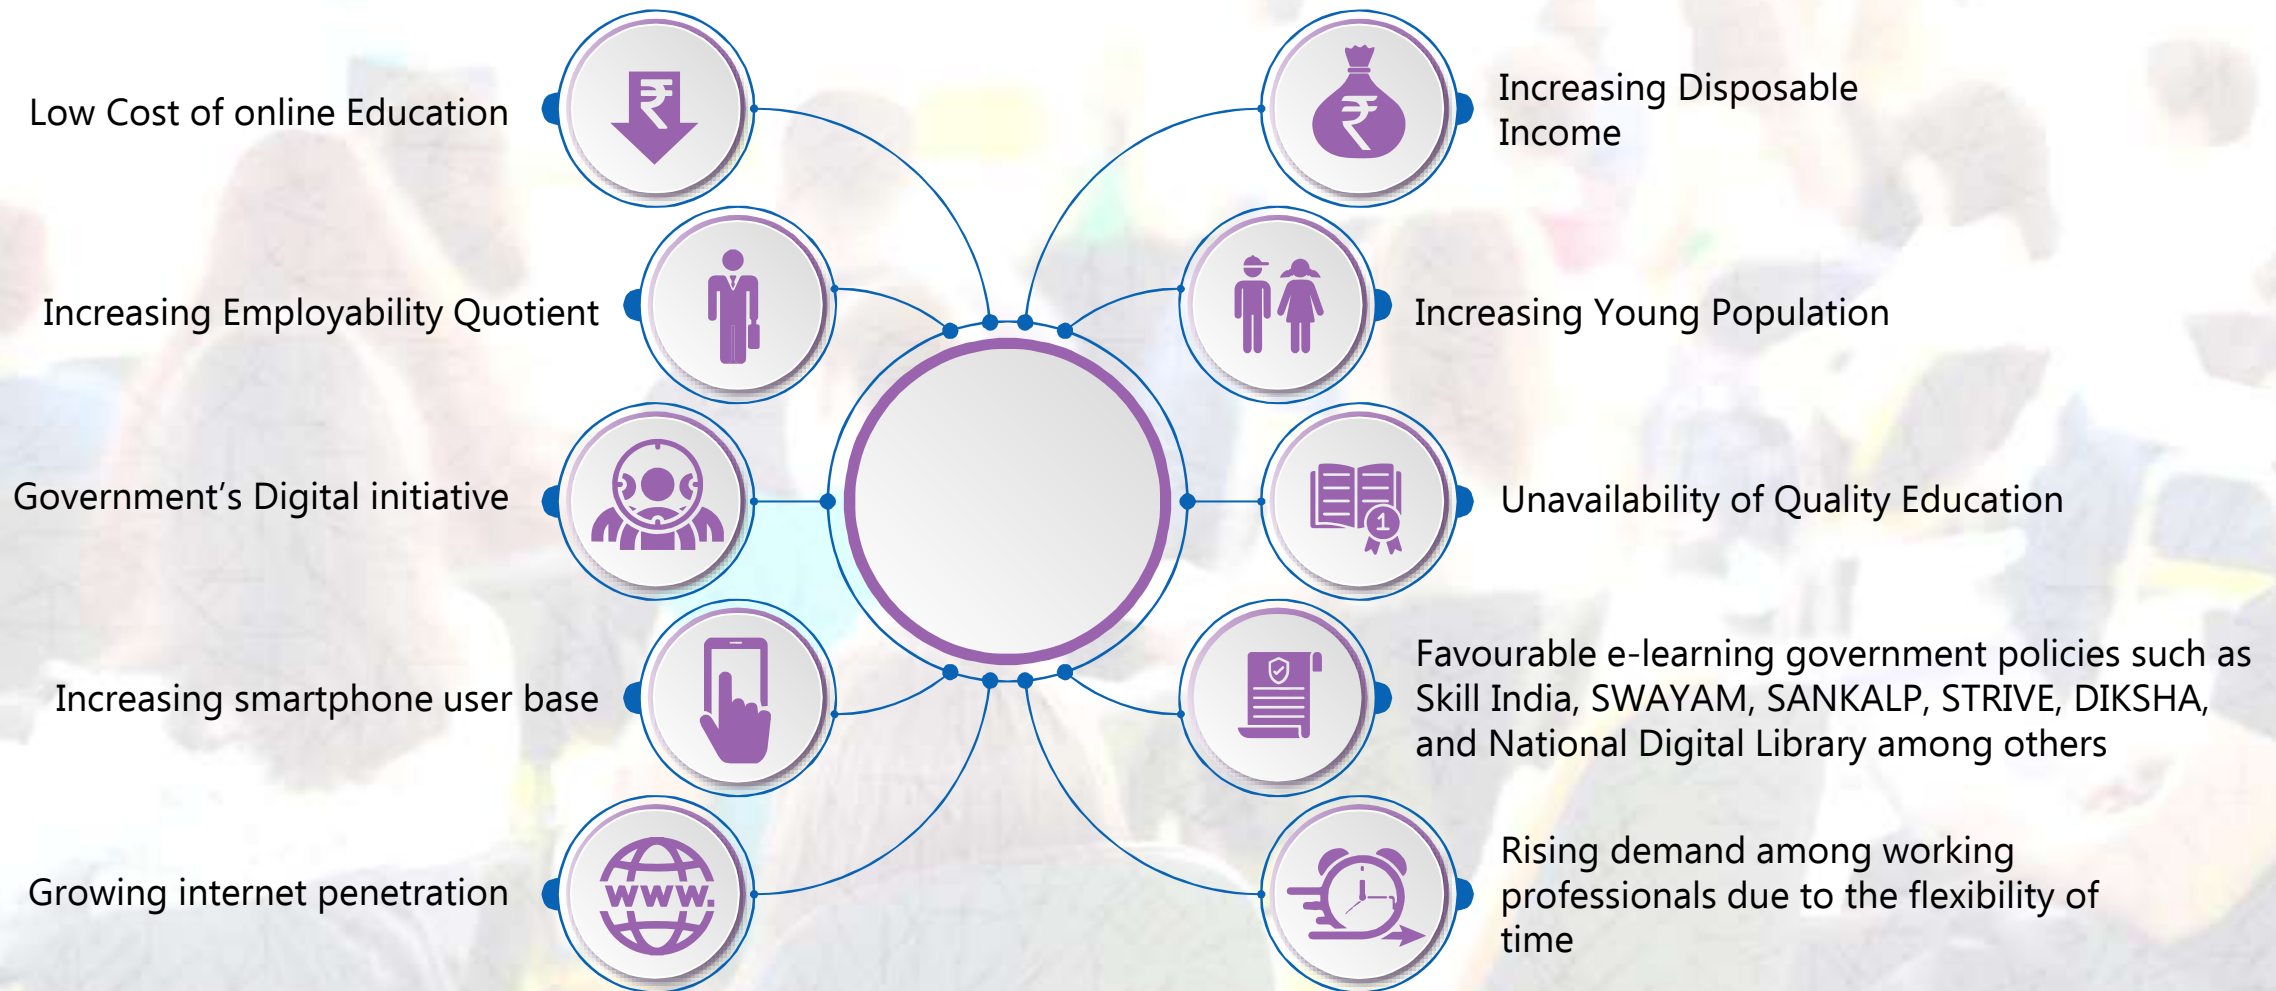 Low Cost of online Education
Increasing Employability Quotient
Government's Digital initiative
Increasing smartphone user base
Growing internet penetration
www.
Increasing Disposable
Income
Increasing Young Population
Unavailability of Quality Education
1
Favourable e-learning government policies such as
Skill India, SWAYAM, SANKALP, STRIVE, DIKSHA,
and National Digital Library among others
Rising demand among working
professionals due to the flexibility of
time
₹
₹